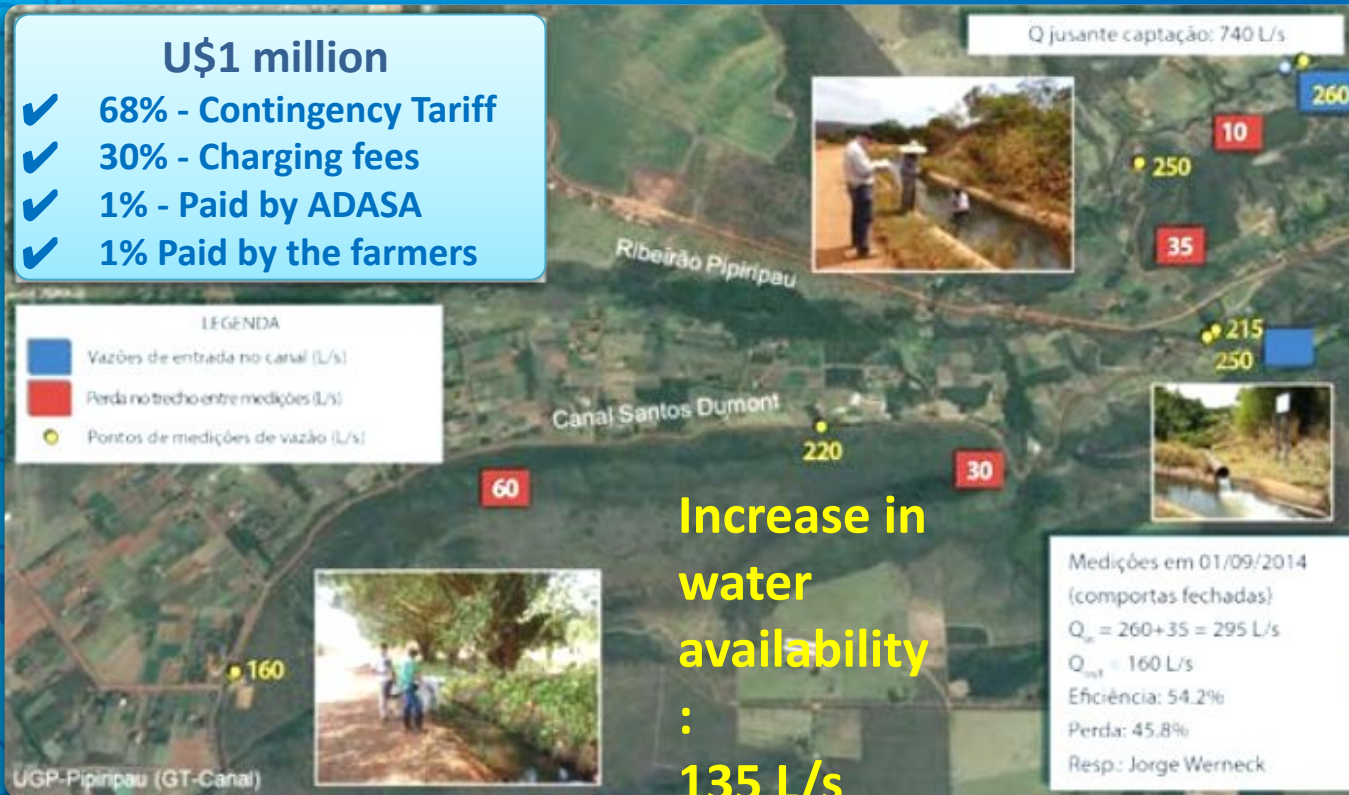 U$1 million
✔ 68% - Contingency Tariff
✔ 30% - Charging fees
✔ 1% - Paid by ADASA
✔ 1% Paid by the farmers
Q jusante captação: 740 L/s
260
10
250
35
Ribeirão Pipiripau
LEGENDA
Vazões de entrada no canal (L/s)
Perda no trecho entre medições (L/s)
Pontos de medições de vazão (L/s)
215
250
Canal Santos Dumont
220
30
60
160
Increase in
water
availability
:
135 L/s
Medições em 01/09/2014
(comportas fechadas)
Q = 260+35 = 295 L/s
Q = 160 L/s
Eficiência: 54.2%
Perda: 45.8%
Resp.: Jorge Werneck
UGP-Pipiripau (GT-Canal)